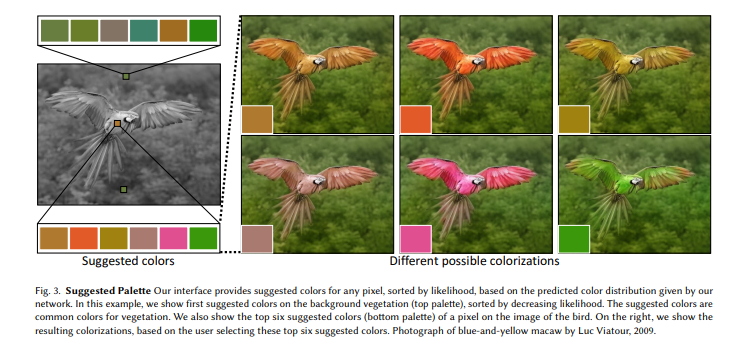 Suggested colors
Different possible colorizations
Fig. 3. Suggested Palette Our interface provides suggested colors for any pixel, sorted by likelihood, based on the predicted color distribution given by our
network. In this example, we show first suggested colors on the background vegetation (top palette), sorted by decreasing likelihood. The suggested colors are
common colors for vegetation. We also show the top six suggested colors (bottom palette) of a pixel on the image of the bird. On the right, we show the
resulting colorizations, based on the user selecting these top six suggested colors. Photograph of blue-and-yellow macaw by Luc Viatour, 2009.